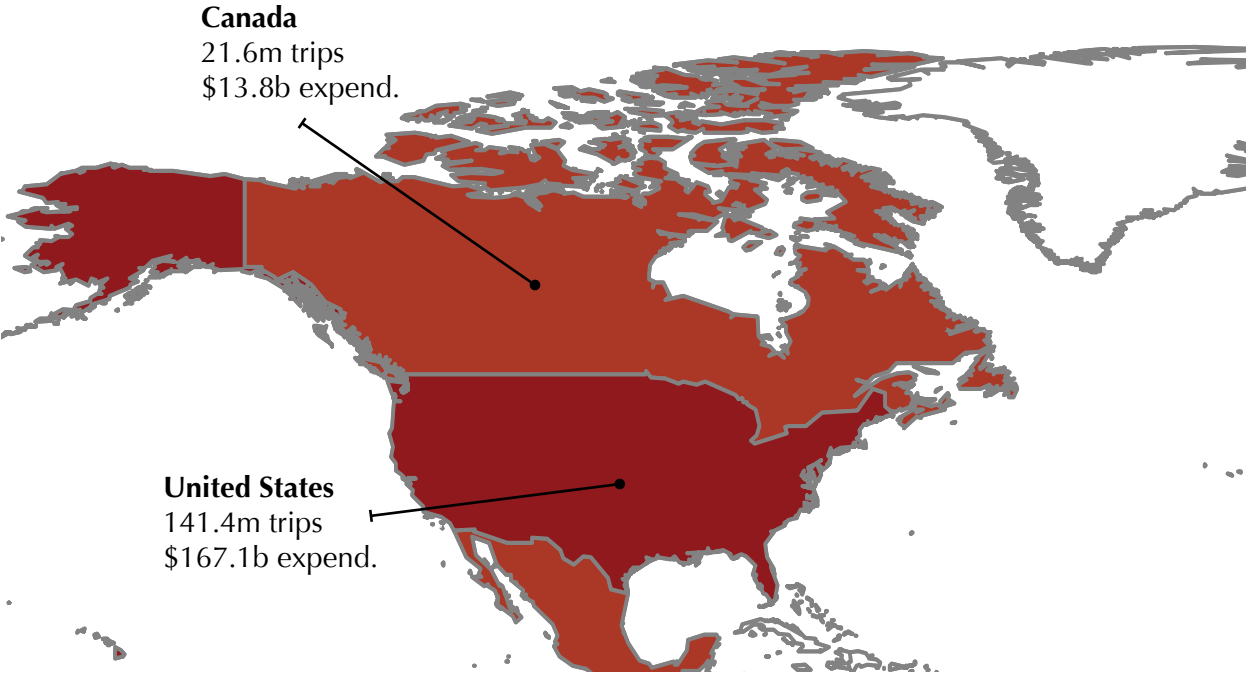 Canada
21.6m trips
$13.8b expend.
United States
141.4m trips
$167.1b expend.